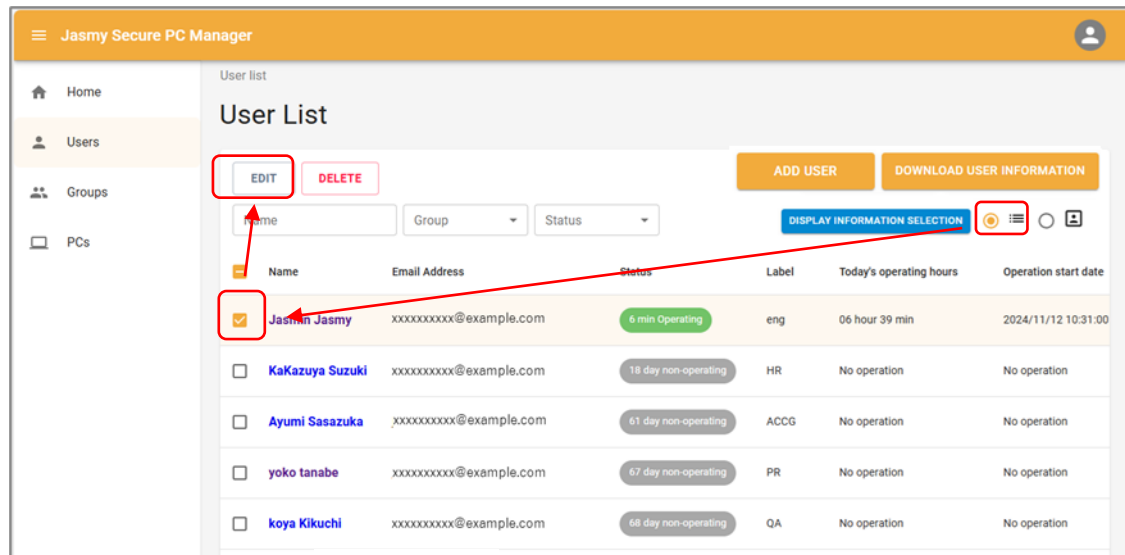 Jasmy Secure PC Manager
Home
Users
Groups
PCs
User list
User List
EDIT DELETE ADD USER DOWNLOAD USER INFORMATION
Name Group Status DISPLAY INFORMATION SELECTION
Name Email Address Status Label Today's operating hours Operation start date
Jasmin Jasmy xxxxxxxxxx@example.com 6 min Operating eng 06 hour 39 min 2024/11/12 10:31:00
KaKazuya Suzuki xxxxxxxxxx@example.com 18 day non-operating HR No operation No operation
Ayumi Sasazuka xxxxxxxxxx@example.com 61 day non-operating ACCG No operation No operation
yoko tanabe xxxxxxxxxx@example.com 67 day non-operating PR No operation No operation
koya Kikuchi xxxxxxxxxx@example.com 68 day non-operating QA No operation No operation